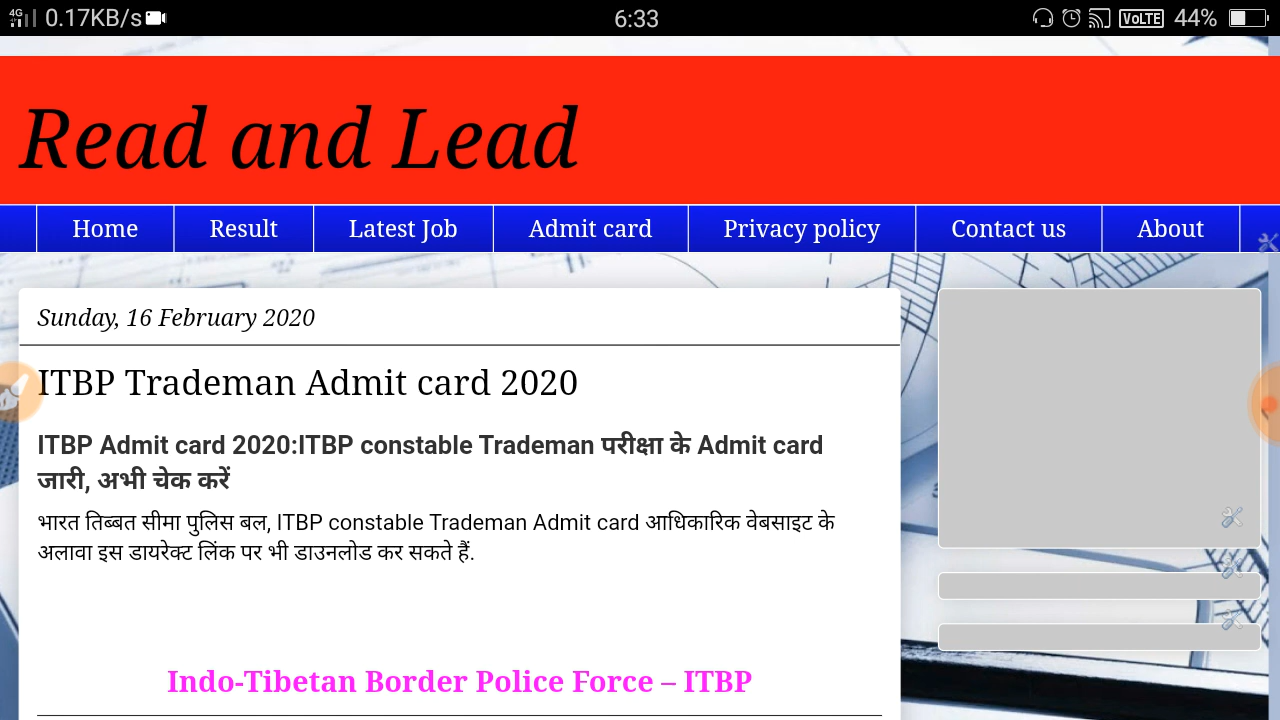 4G 0.17KB/s 6:33 VoLTE 44%
Read and Lead
Home Result Latest Job Admit card Privacy policy Contact us About
Sunday, 16 February 2020
ITBP Trademan Admit card 2020
ITBP Admit card 2020:ITBP constable Trademan परीक्षा के Admit card
जारी, अभी चेक करें
भारत तिब्बत सीमा पुलिस बल, ITBP constable Trademan Admit card आधिकारिक वेबसाइट के
अलावा इस डायरेक्ट लिंक पर भी डाउनलोड कर सकते हैं.
Indo-Tibetan Border Police Force – ITBP